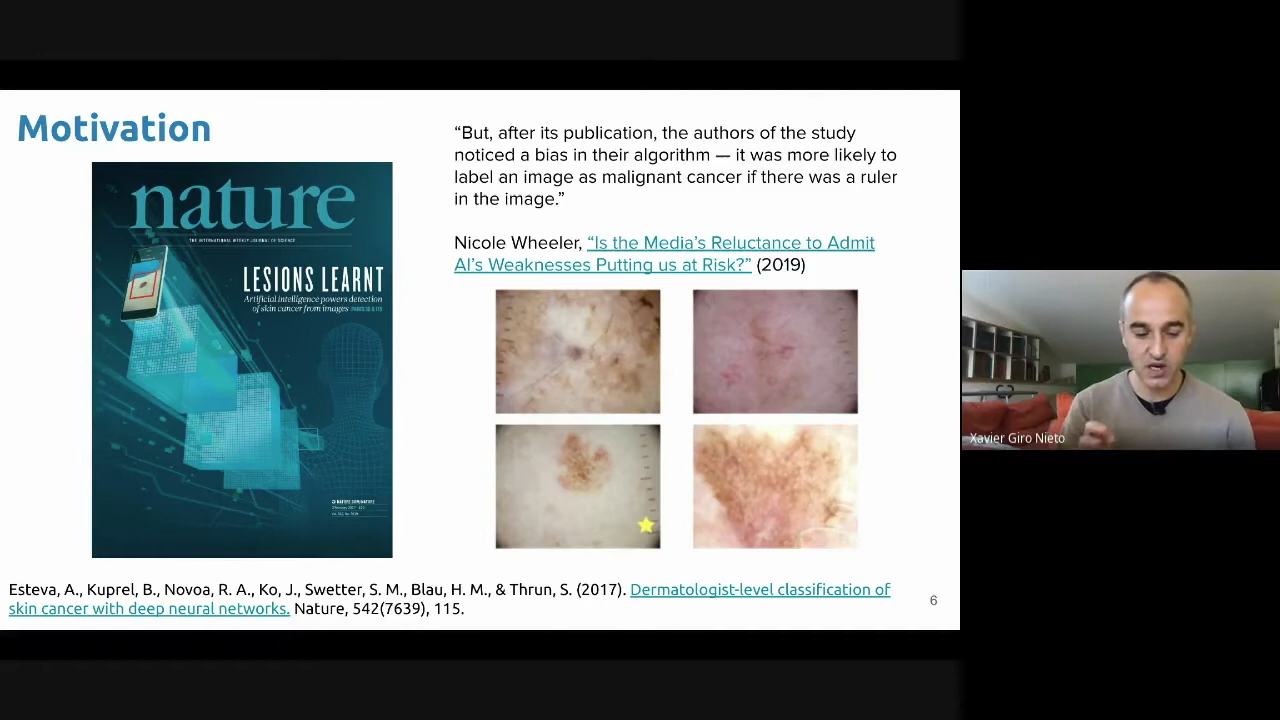 Motivation
nature
THE INTERNATIONAL WEEKLY JOURNAL OF SCIENCE
LESIONS LEARNT
Artificial intelligence powers detection
of skin cancer from images
“But, after its publication, the authors of the study
noticed a bias in their algorithm — it was more likely to
label an image as malignant cancer if there was a ruler
in the image.”
Nicole Wheeler, “Is the Media’s Reluctance to Admit
AI’s Weaknesses Putting us at Risk?” (2019)
Esteva, A., Kuprel, B., Novoa, R. A., Ko, J., Swetter, S. M., Blau, H. M., & Thrun, S. (2017). Dermatologist-level classification of
skin cancer with deep neural networks. Nature, 542(7639), 115.
6
Xavier Giro Nieto